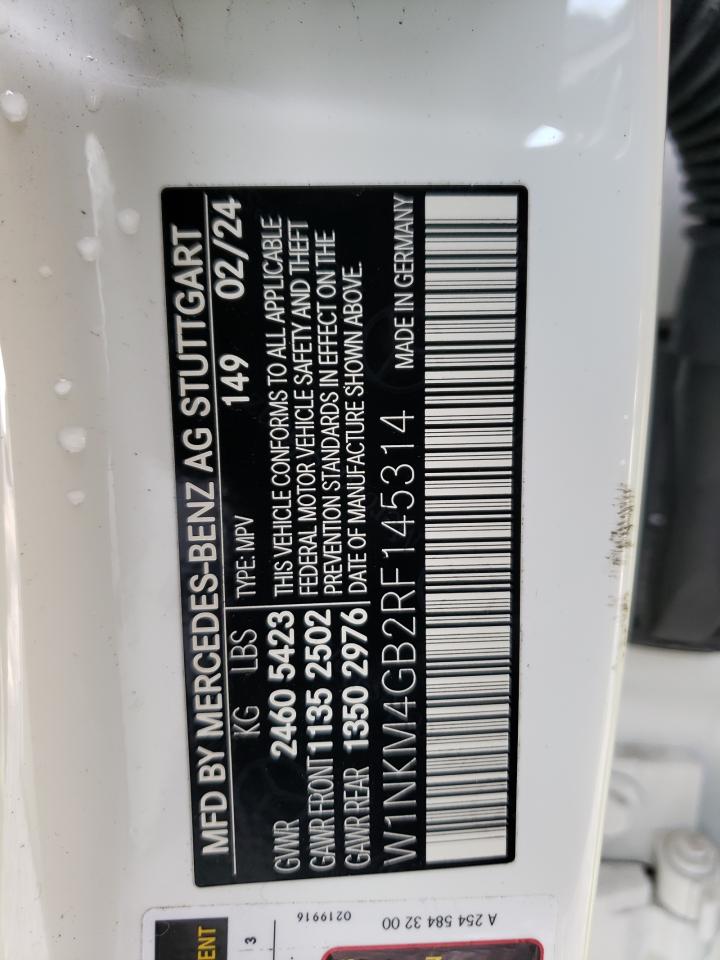 MFD BY MERCEDES-BENZ AG STUTTGART
KG LBS TYPE: MPV 149 02/24
GVWR 2460 5423
GAWR FRONT 1135 2502
GAWR REAR 1350 2976
THIS VEHICLE CONFORMS TO ALL APPLICABLE
FEDERAL MOTOR VEHICLE SAFETY AND THEFT
PREVENTION STANDARDS IN EFFECT ON THE
DATE OF MANUFACTURE SHOWN ABOVE.
W1NKM4GB2RF145314 MADE IN GERMANY
A 254 584 32 00
0219916
3